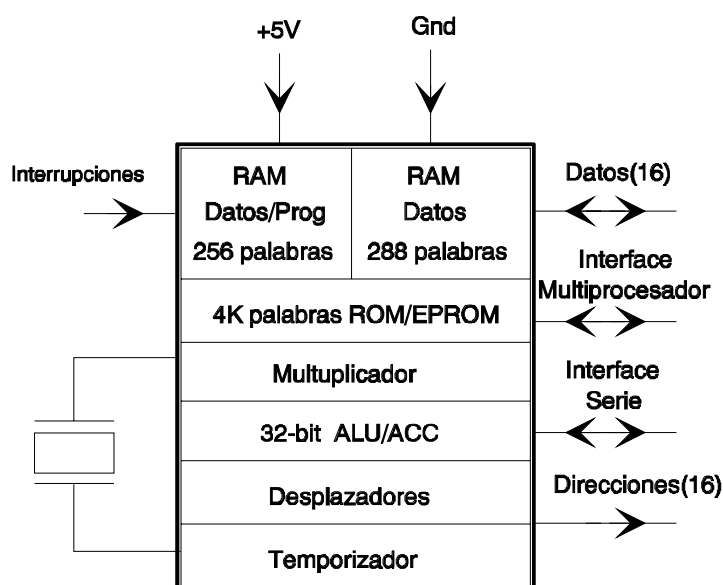 +5V
Gnd
Interrupciones
RAM
Datos/Prog
256 palabras
RAM
Datos
288 palabras
Datos(16)
Interface
Multiprocesador
4K palabras ROM/EPROM
Multuplicador
Interface
Serie
32-bit ALU/ACC
Desplazadores
Direcciones(16)
Temporizador